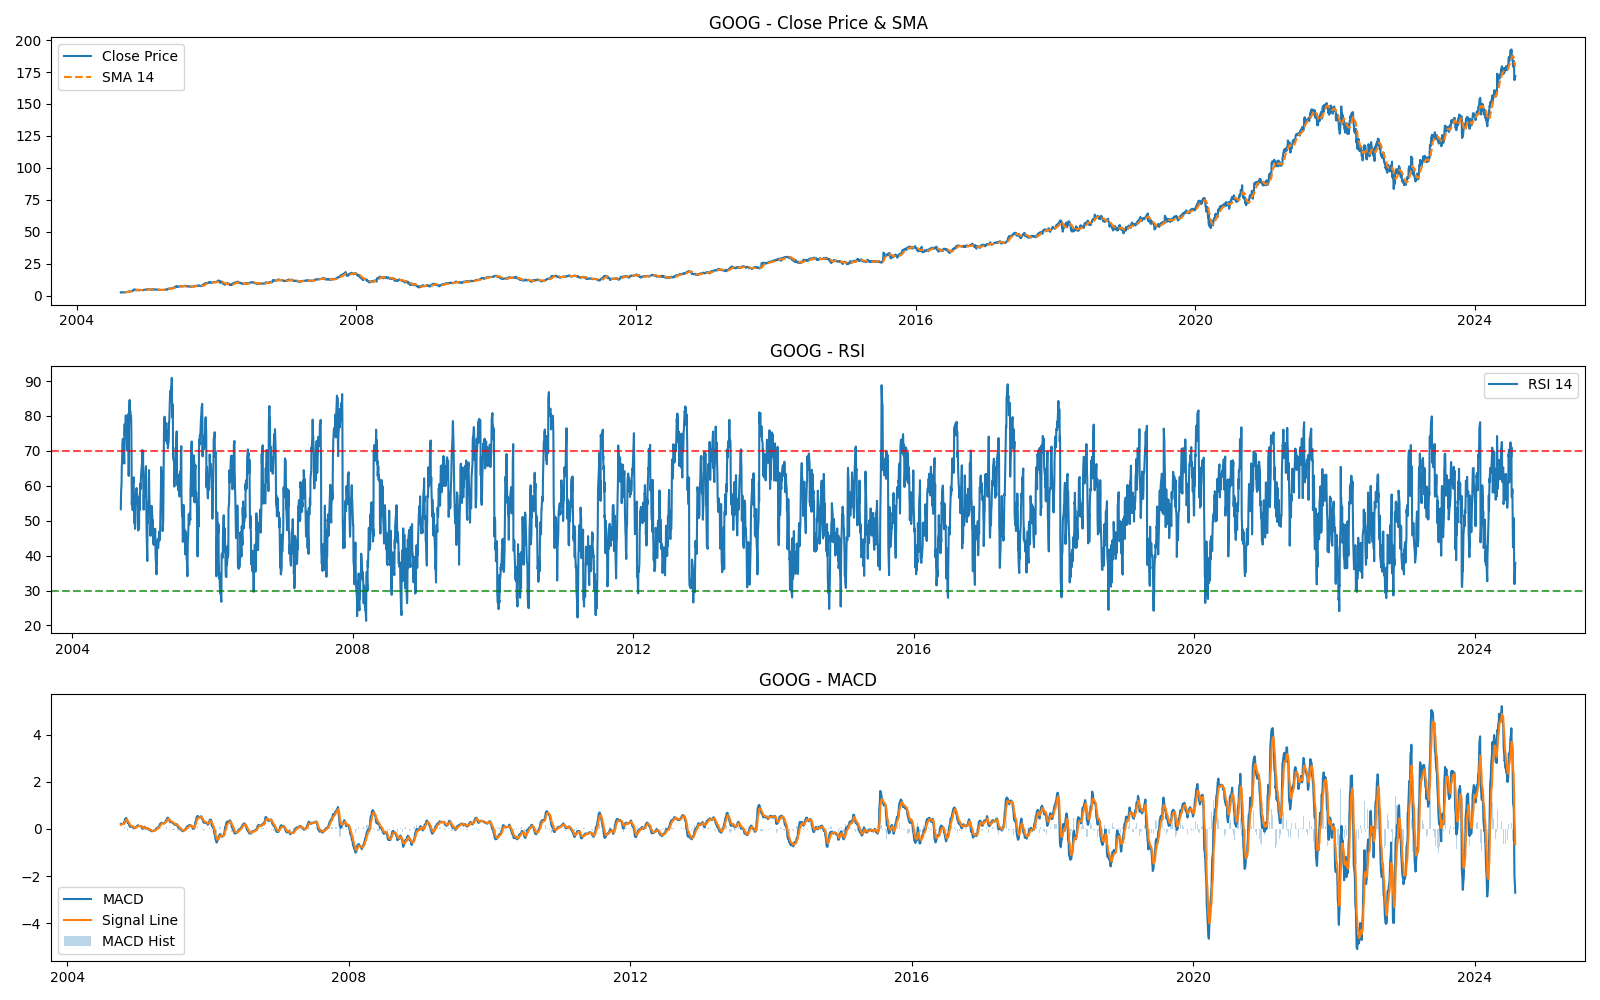 GOOG - Close Price & SMA
200
175
150
125
100
75
50
25
0
Close Price
SMA 14
2004 2008 2012 2016 2020 2024
GOOG - RSI
90
80
70
60
50
40
30
20
RSI 14
2004 2008 2012 2016 2020 2024
GOOG - MACD
4
2
0
−2
−4
MACD
Signal Line
MACD Hist
2004 2008 2012 2016 2020 2024